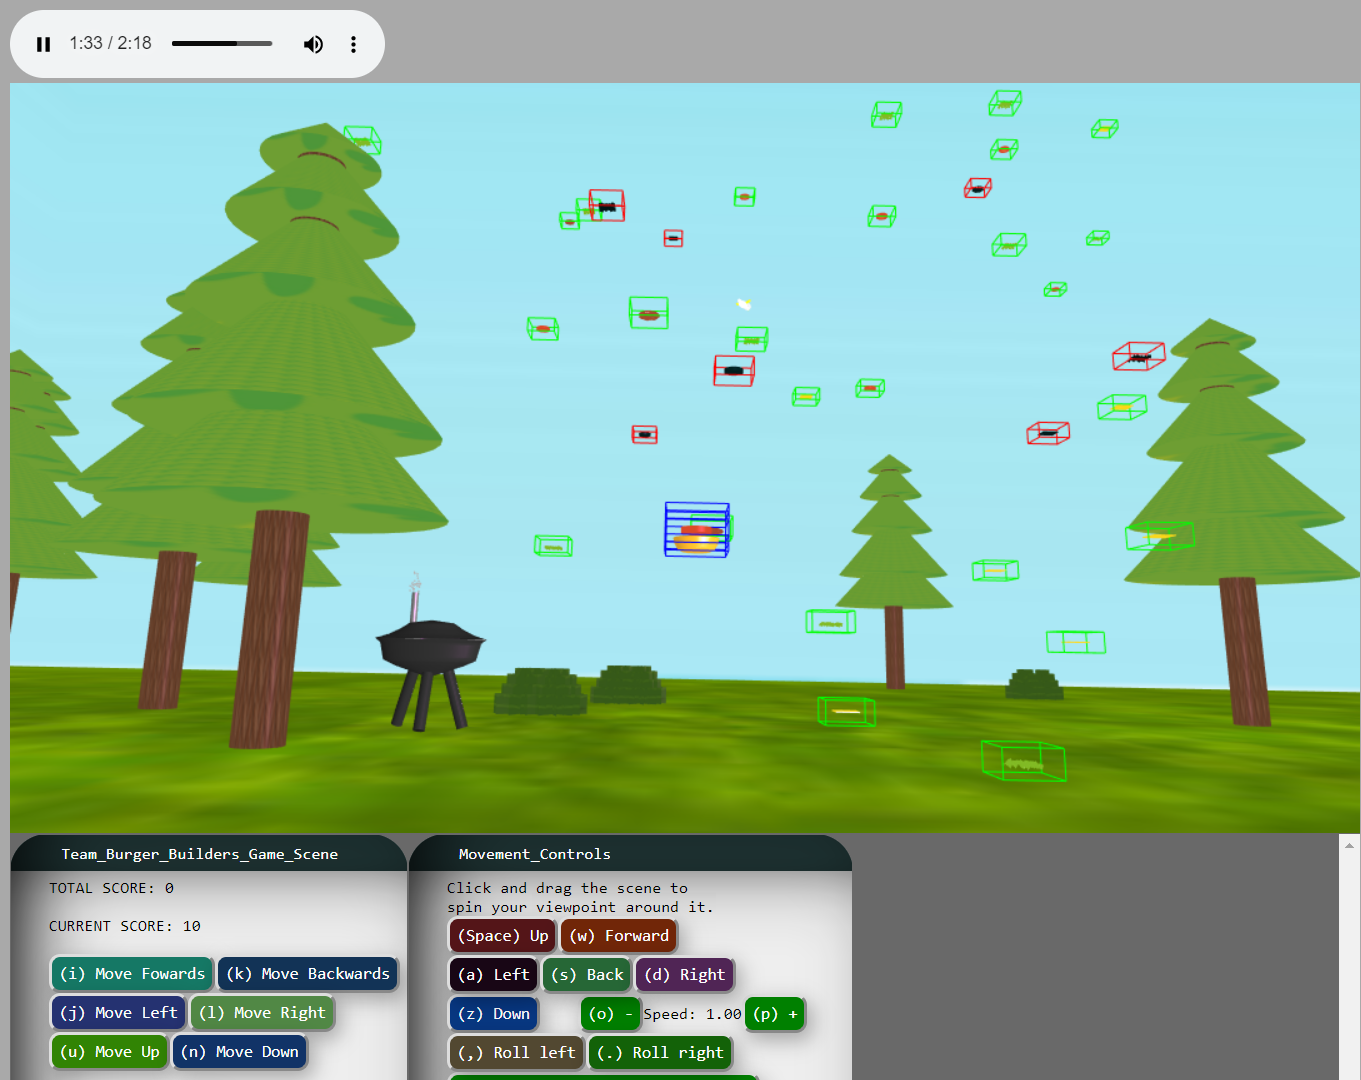 1:33 / 2:18
Team_Burger_Builders_Game_Scene
TOTAL SCORE: 0
CURRENT SCORE: 10
(i) Move Fowards (k) Move Backwards
(j) Move Left (l) Move Right
(u) Move Up (n) Move Down
Movement_Controls
Click and drag the scene to
spin your viewpoint around it.
(Space) Up (w) Forward
(a) Left (s) Back (d) Right
(z) Down (o) - Speed: 1.00 (p) +
(,) Roll left (.) Roll right